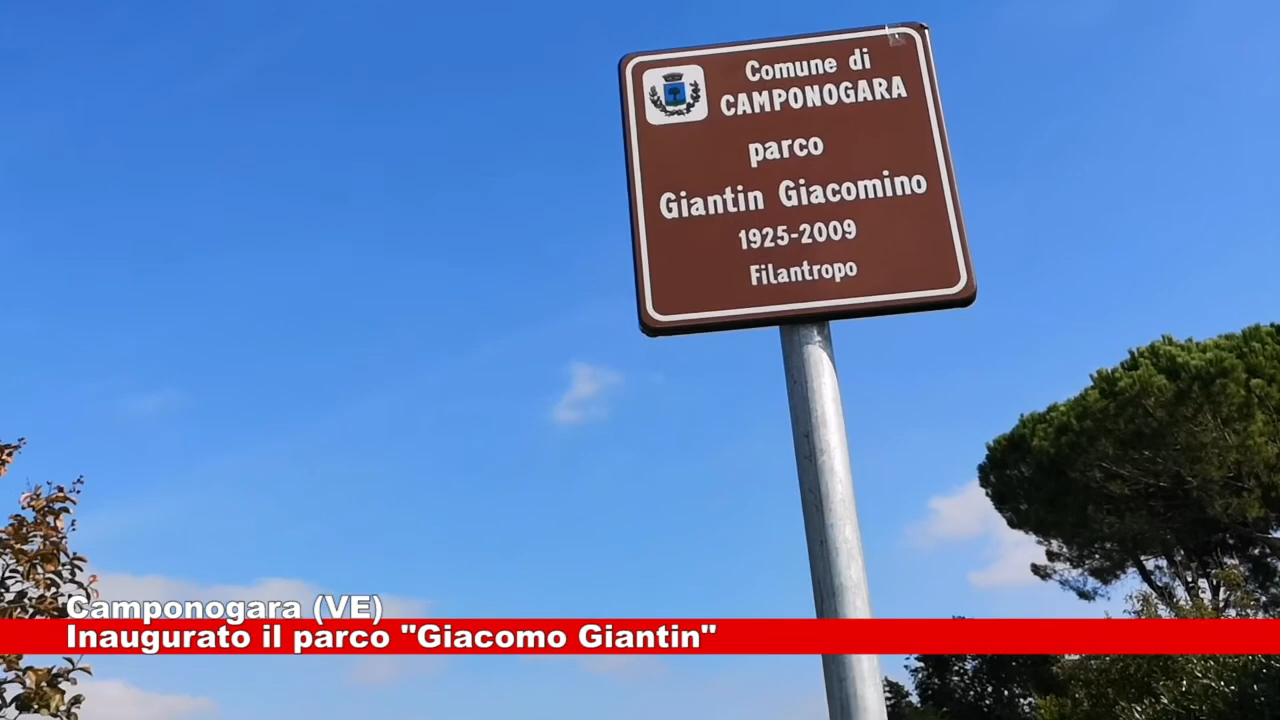 Comune di
CAMPONOGARA
parco
Giantin Giacomino
1925-2009
Filantropo
Camponogara (VE)
Inaugurato il parco "Giacomo Giantin"